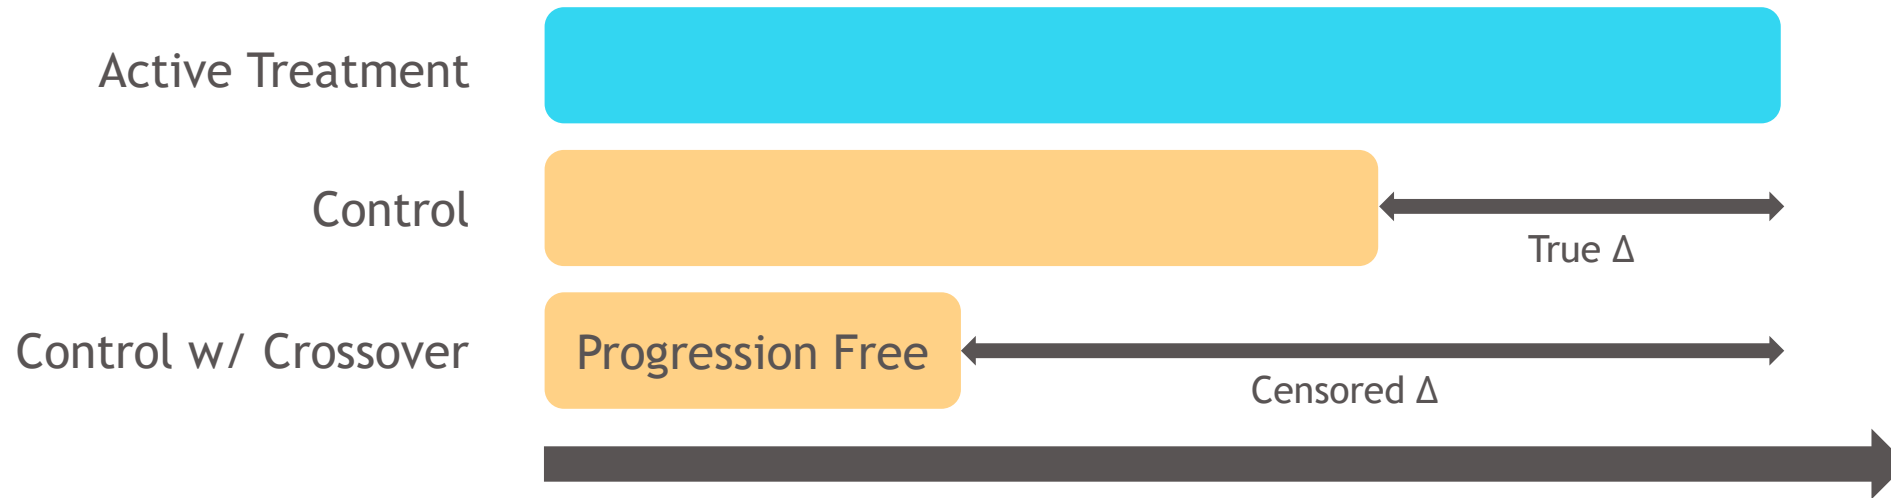 Active Treatment
Control
True Δ
Control w/ Crossover
Progression Free
Censored Δ